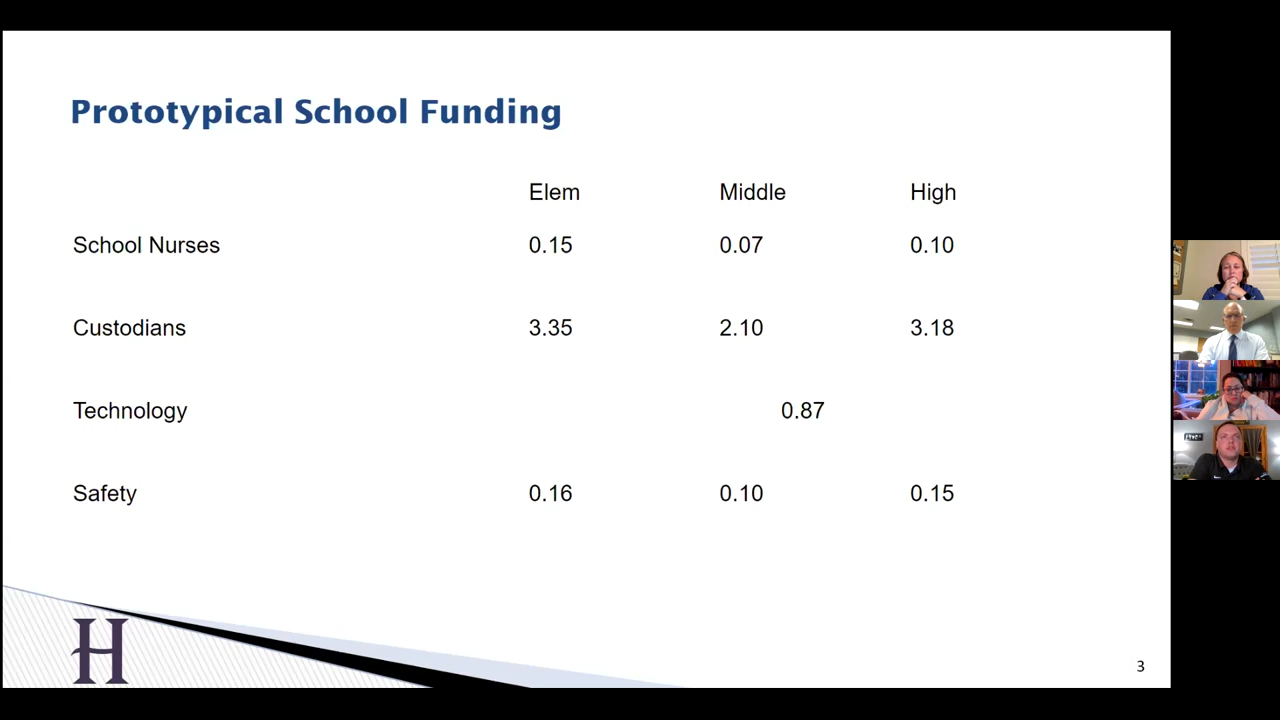 Prototypical School Funding
Elem Middle High
School Nurses 0.15 0.07 0.10
Custodians 3.35 2.10 3.18
Technology 0.87
Safety 0.16 0.10 0.15
H
3